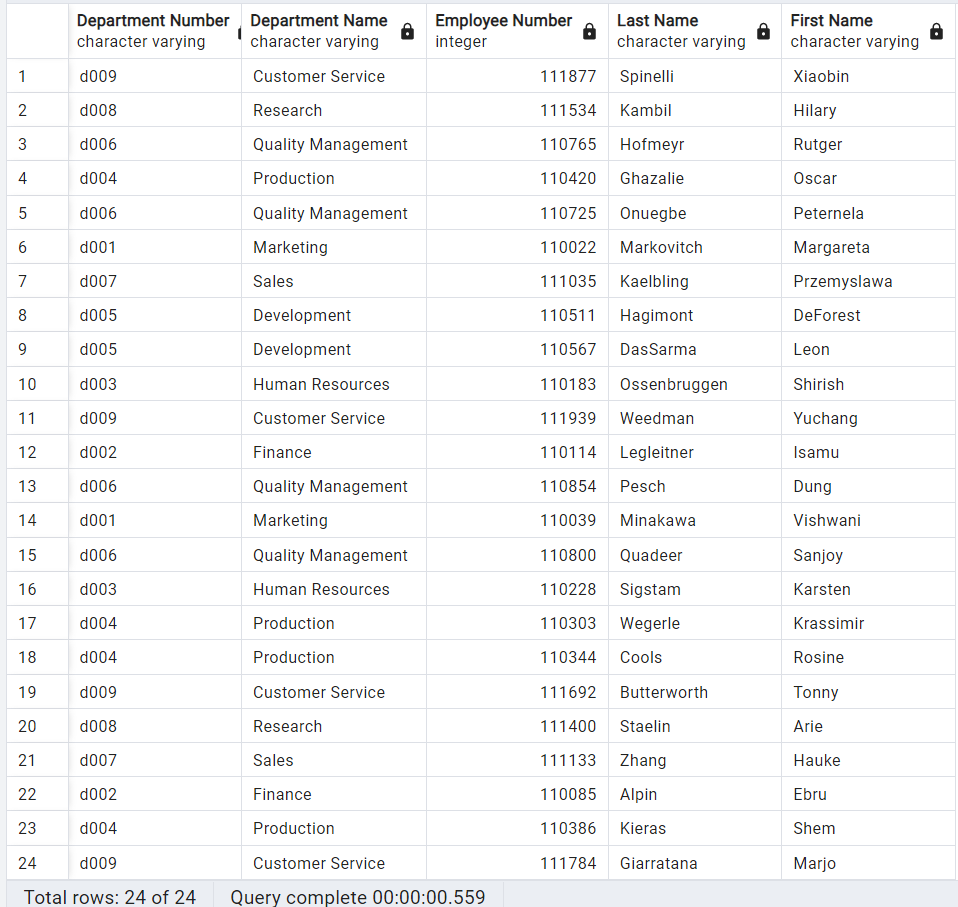 Department Number Department Name Employee Number Last Name First Name
character varying character varying integer character varying character varying
1 d009 Customer Service 111877 Spinelli Xiaobin
2 d008 Research 111534 Kambil Hilary
3 d006 Quality Management 110765 Hofmeyr Rutger
4 d004 Production 110420 Ghazalie Oscar
5 d006 Quality Management 110725 Onuegbe Peternela
6 d001 Marketing 110022 Markovitch Margareta
7 d007 Sales 111035 Kaelbling Przemyslawa
8 d005 Development 110511 Hagimont DeForest
9 d005 Development 110567 DasSarma Leon
10 d003 Human Resources 110183 Ossenbruggen Shirish
11 d009 Customer Service 111939 Weedman Yuchang
12 d002 Finance 110114 Legleitner Isamu
13 d006 Quality Management 110854 Pesch Dung
14 d001 Marketing 110039 Minakawa Vishwani
15 d006 Quality Management 110800 Quadeer Sanjoy
16 d003 Human Resources 110228 Sigstam Karsten
17 d004 Production 110303 Wegerle Krassimir
18 d004 Production 110344 Cools Rosine
19 d009 Customer Service 111692 Butterworth Tonny
20 d008 Research 111400 Staelin Arie
21 d007 Sales 111133 Zhang Hauke
22 d002 Finance 110085 Alpin Ebru
23 d004 Production 110386 Kieras Shem
24 d009 Customer Service 111784 Giarratana Marjo
Total rows: 24 of 24 Query complete 00:00:00.559